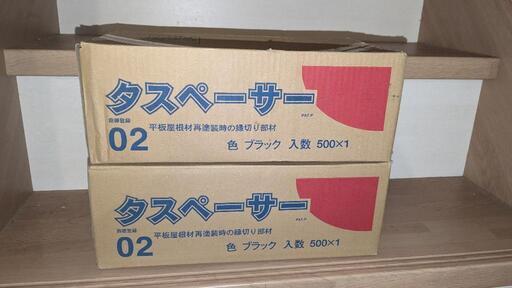 タスペーサー
PAT.P
商標登録
02
平板屋根材再塗装時の縁切り部材
色 ブラック 入数 500×1
タスペーサー
PAT.P
商標登録
02
平板屋根材再塗装時の縁切り部材
色 ブラック 入数 500×1